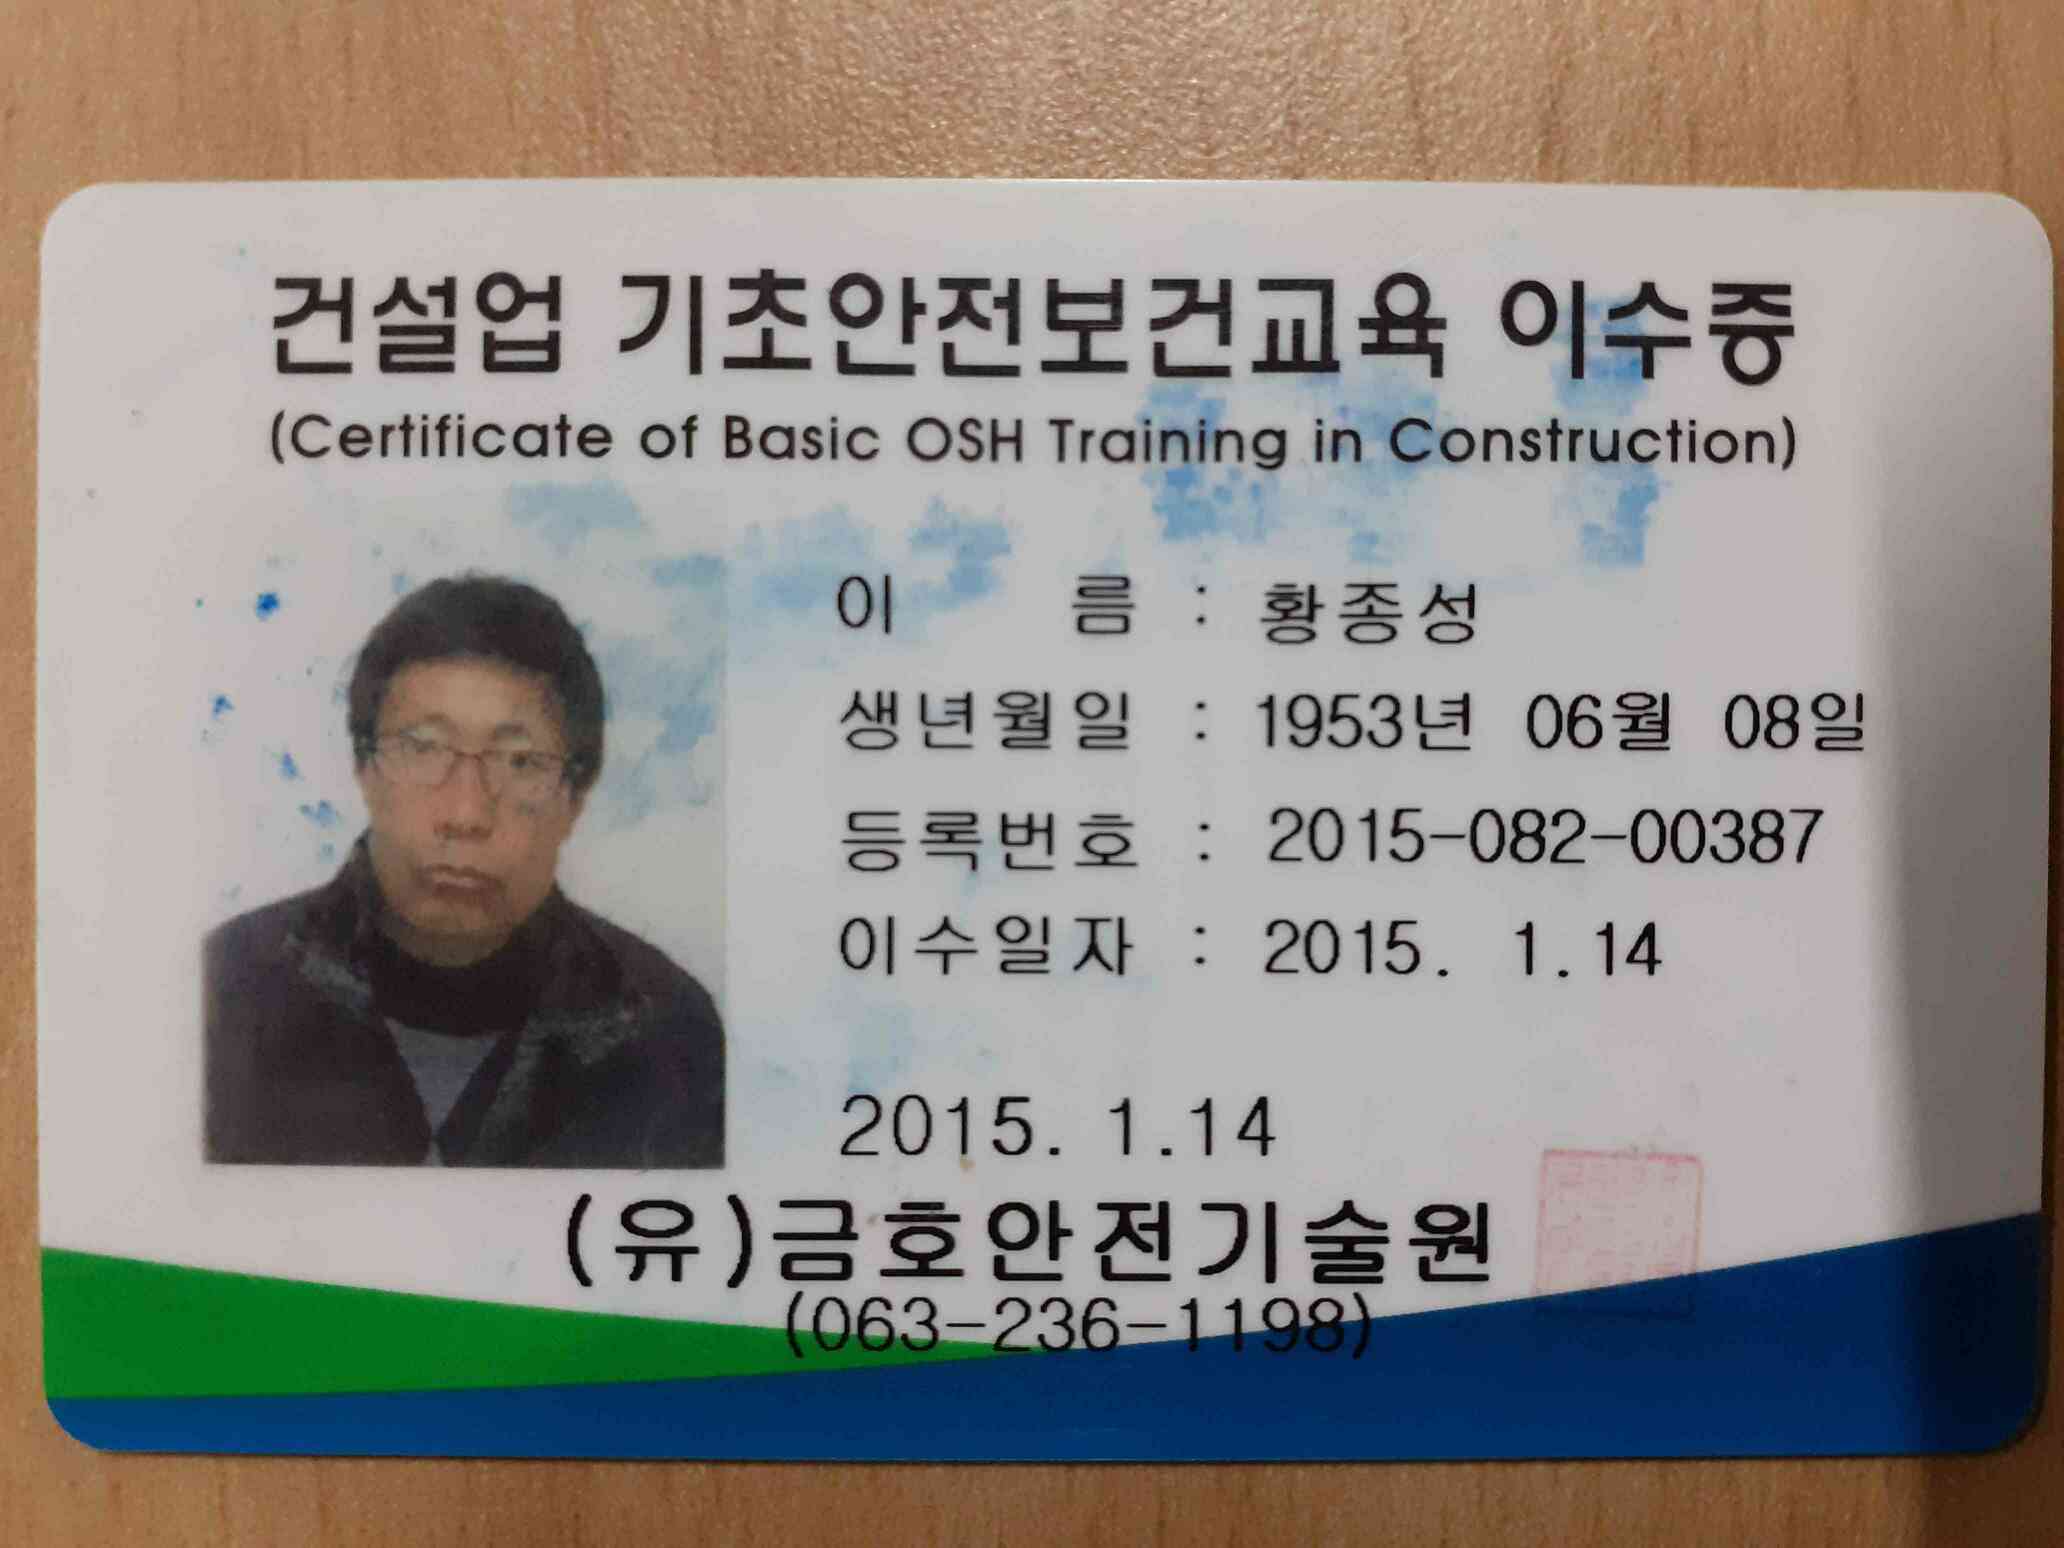 건설업 기초안전보건교육 이수증
(Certificate of Basic OSH Training in Construction)
이 름 : 황종성
생년월일 : 1953년 06월 08일
등록번호 : 2015-082-00387
이수일자 : 2015. 1.14
2015. 1.14
(유)금호안전기술원
(063-236-1198)